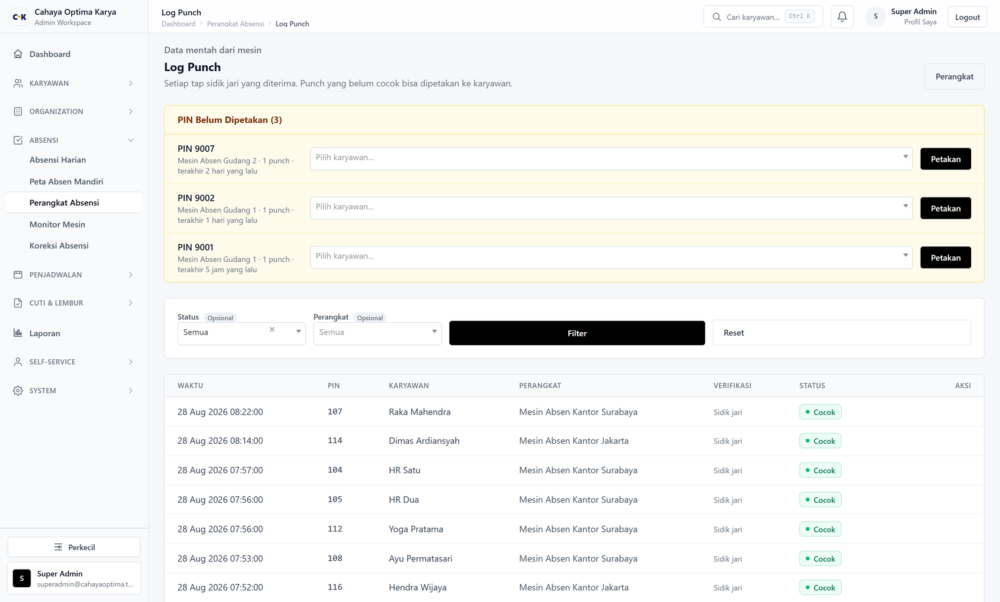 C•K
Cahaya Optima Karya
Admin Workspace
Log Punch
Dashboard > Perangkat Absensi > Log Punch
Cari karyawan... Ctrl K
S
Super Admin
Profil Saya
Logout
Dashboard
KARYAWAN
ORGANIZATION
ABSENSI
Absensi Harian
Peta Absen Mandiri
Perangkat Absensi
Monitor Mesin
Koreksi Absensi
PENJADWALAN
CUTI & LEMBUR
Laporan
SELF-SERVICE
SYSTEM
Perkecil
S
Super Admin
superadmin@cahayaoptima.t...
Data mentah dari mesin
Log Punch
Setiap tap sidik jari yang diterima. Punch yang belum cocok bisa dipetakan ke karyawan.
Perangkat
PIN Belum Dipetakan (3)
PIN 9007
Mesin Absen Gudang 2 · 1 punch ·
terakhir 2 hari yang lalu
Pilih karyawan...
Petakan
PIN 9002
Mesin Absen Gudang 1 · 1 punch ·
terakhir 1 hari yang lalu
Pilih karyawan...
Petakan
PIN 9001
Mesin Absen Gudang 1 · 1 punch ·
terakhir 5 jam yang lalu
Pilih karyawan...
Petakan
Status Opsional
Semua ×
Perangkat Opsional
Semua
Filter
Reset
WAKTU PIN KARYAWAN PERANGKAT VERIFIKASI STATUS AKSI
28 Aug 2026 08:22:00 107 Raka Mahendra Mesin Absen Kantor Surabaya Sidik jari Cocok
28 Aug 2026 08:14:00 114 Dimas Ardiansyah Mesin Absen Kantor Jakarta Sidik jari Cocok
28 Aug 2026 07:57:00 104 HR Satu Mesin Absen Kantor Surabaya Sidik jari Cocok
28 Aug 2026 07:56:00 105 HR Dua Mesin Absen Kantor Surabaya Sidik jari Cocok
28 Aug 2026 07:56:00 112 Yoga Pratama Mesin Absen Kantor Surabaya Sidik jari Cocok
28 Aug 2026 07:53:00 108 Ayu Permatasari Mesin Absen Kantor Surabaya Sidik jari Cocok
28 Aug 2026 07:52:00 116 Hendra Wijaya Mesin Absen Kantor Jakarta Sidik jari Cocok